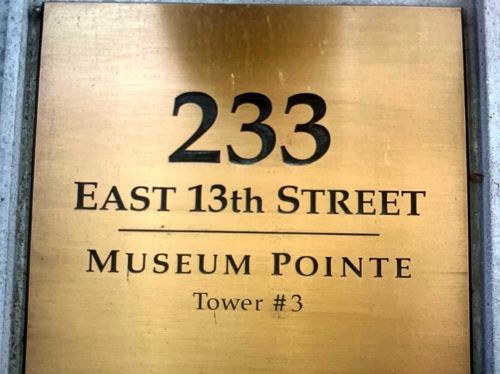 233
EAST 13th STREET
MUSEUM POINTE
Tower #3